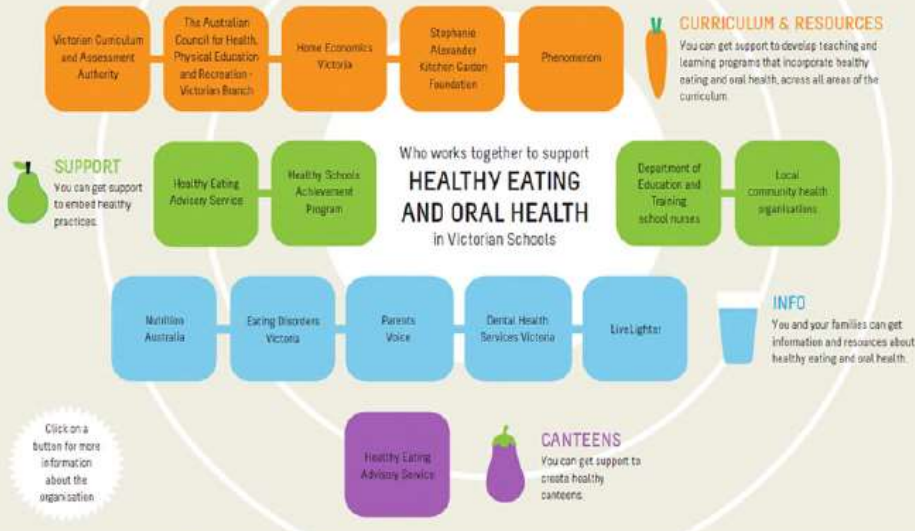 Victorian Curriculum
and Assessment
Authority
The Australian
Council for Health,
Physical Education
and Recreation -
Victorian Branch
Home Economics
Victoria
Stephanie
Alexander
Kitchen Garden
Foundation
Phenomenom
CURRICULUM & RESOURCES
You can get support to develop teaching and
learning programs that incorporate healthy
eating and oral health, across all areas of the
curriculum.
SUPPORT
You can get support
to embed healthy
practices.
Healthy Eating
Advisory Service
Healthy Schools
Achievement
Program
Who works together to support
HEALTHY EATING
AND ORAL HEALTH
in Victorian Schools
Department of
Education and
Training
school nurses
Local
community health
organisations
Nutrition
Australia
Eating Disorders
Victoria
Parents
Voice
Dental Health
Services Victoria
LiveLighter
INFO
You and your families can get
information and resources about
healthy eating and oral health.
Click on a
button for more
information
about the
organisation
Healthy Eating
Advisory Service
CANTEENS
You can get support to
create healthy
canteens.